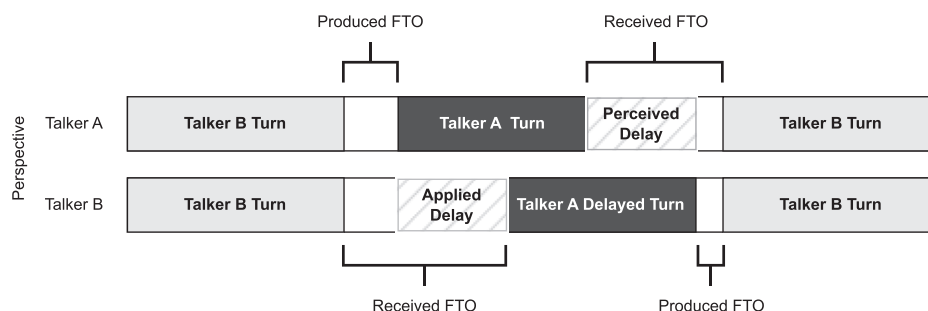 Produced FTO
Received FTO
Perspective
Talker A
Talker B Turn
Talker A Turn
Perceived
Delay
Talker B Turn
Talker B
Talker B Turn
Applied
Delay
Talker A Delayed Turn
Talker B Turn
Received FTO
Produced FTO